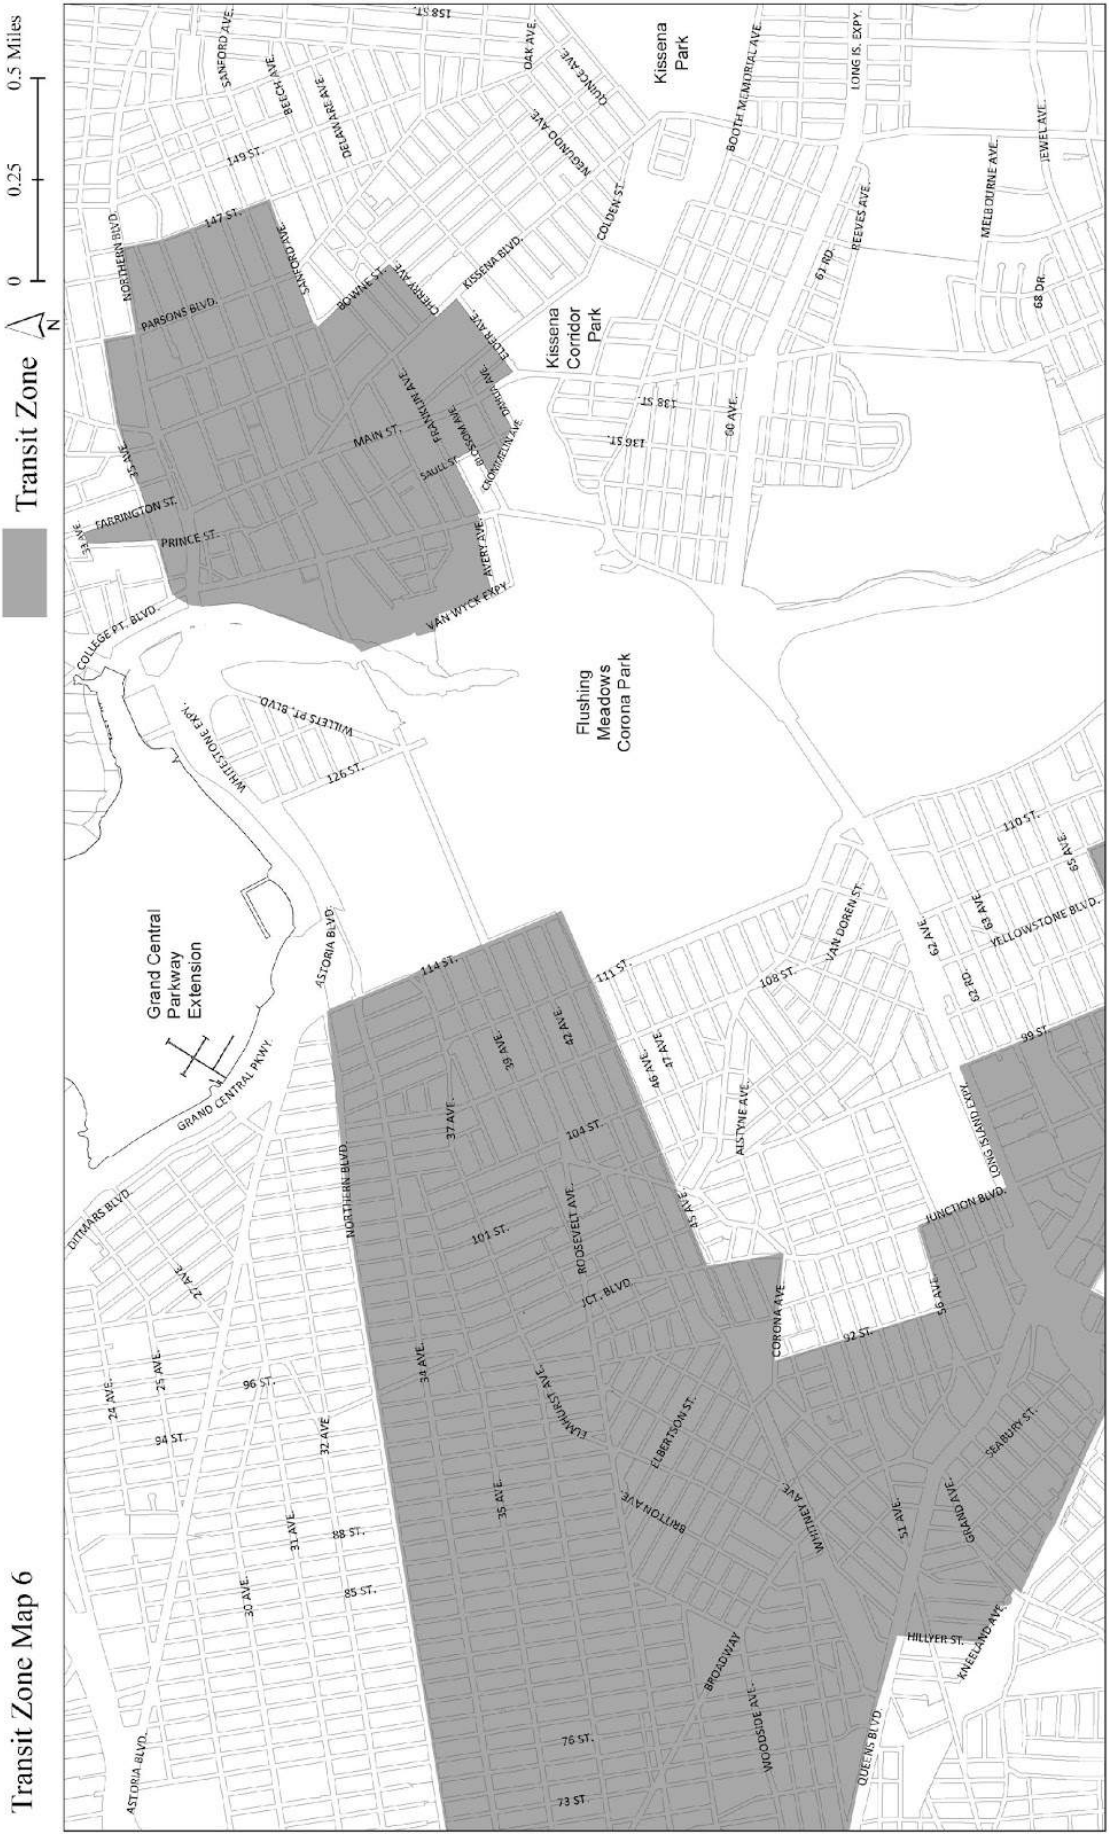 Transit Zone Map 6
Transit Zone
N
0 0.25 0.5 Miles
158 ST.
SANFORD AVE.
BEECH AVE.
DELAWARE AVE
149 ST.
OAK AVE.
QUINCE AVE.
NEGUNDO AVE.
Kissena
Park
BOOTH MEMORIAL AVE.
LONG IS. EXPY.
JEWEL AVE.
MELBOURNE AVE.
REEVES AVE.
COLDEN ST.
61 RD.
68 DR.
NORTHERN BLVD.
147 ST.
SANFORD AVE.
PARSONS BLVD.
BOWNE ST.
CHERRY AVE
KISSENA BLVD.
ELDER AVE.
Kissena
Corridor
Park
DAHLIA AVE.
FRANKLIN AVE.
BLOSSOM AVE.
CROMMELIN AVE.
MAIN ST.
SAULL ST.
138 ST.
136 ST.
60 AVE.
35 AVE.
FARRINGTON ST.
33 AVE.
PRINCE ST.
AVERY AVE.
VAN WYCK EXPY.
COLLEGE PT. BLVD.
Flushing
Meadows
Corona Park
WILLETS PT. BLVD.
WHITESTONE EXPY.
126 ST.
110 ST.
65 AVE.
63 AVE.
YELLOWSTONE BLVD.
VAN DOREN ST.
62 AVE.
62 RD.
108 ST.
99 ST.
Grand Central
Parkway
Extension
ASTORIA BLVD.
GRAND CENTRAL PKWY.
114 ST.
111 ST.
42 AVE.
39 AVE.
46 AVE.
47 AVE.
37 AVE.
104 ST.
ALSTYNE AVE.
LONG ISLAND EXPY.
DITMARS BLVD.
NORTHERN BLVD.
101 ST.
ROOSEVELT AVE.
45 AVE.
JUNCTION BLVD.
27 AVE.
JCT. BLVD.
CORONA AVE.
56 AVE.
92 ST.
24 AVE.
25 AVE.
96 ST.
34 AVE.
94 ST.
32 AVE.
ELMHURST AVE.
ELBERTSON ST.
SEABURY ST.
35 AVE.
BRITTON AVE.
WHITNEY AVE.
51 AVE.
GRAND AVE.
31 AVE.
88 ST.
30 AVE.
85 ST.
HILLYER ST.
KNEELAND AVE.
BROADWAY
ASTORIA BLVD.
76 ST.
WOODSIDE AVE.
QUEENS BLVD.
73 ST.